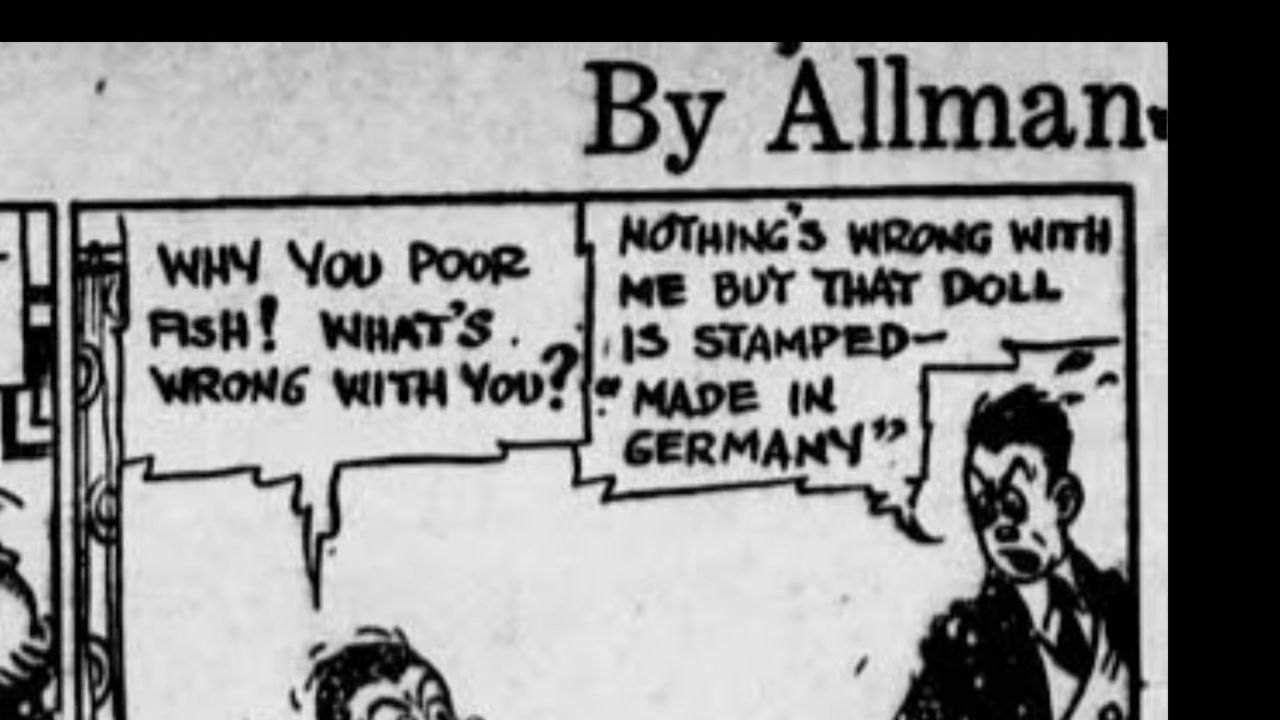 By Allman
WHY YOU POOR
FISH! WHAT'S
WRONG WITH YOU?
NOTHING'S WRONG WITH
ME BUT THAT DOLL
IS STAMPED—
"MADE IN
GERMANY"